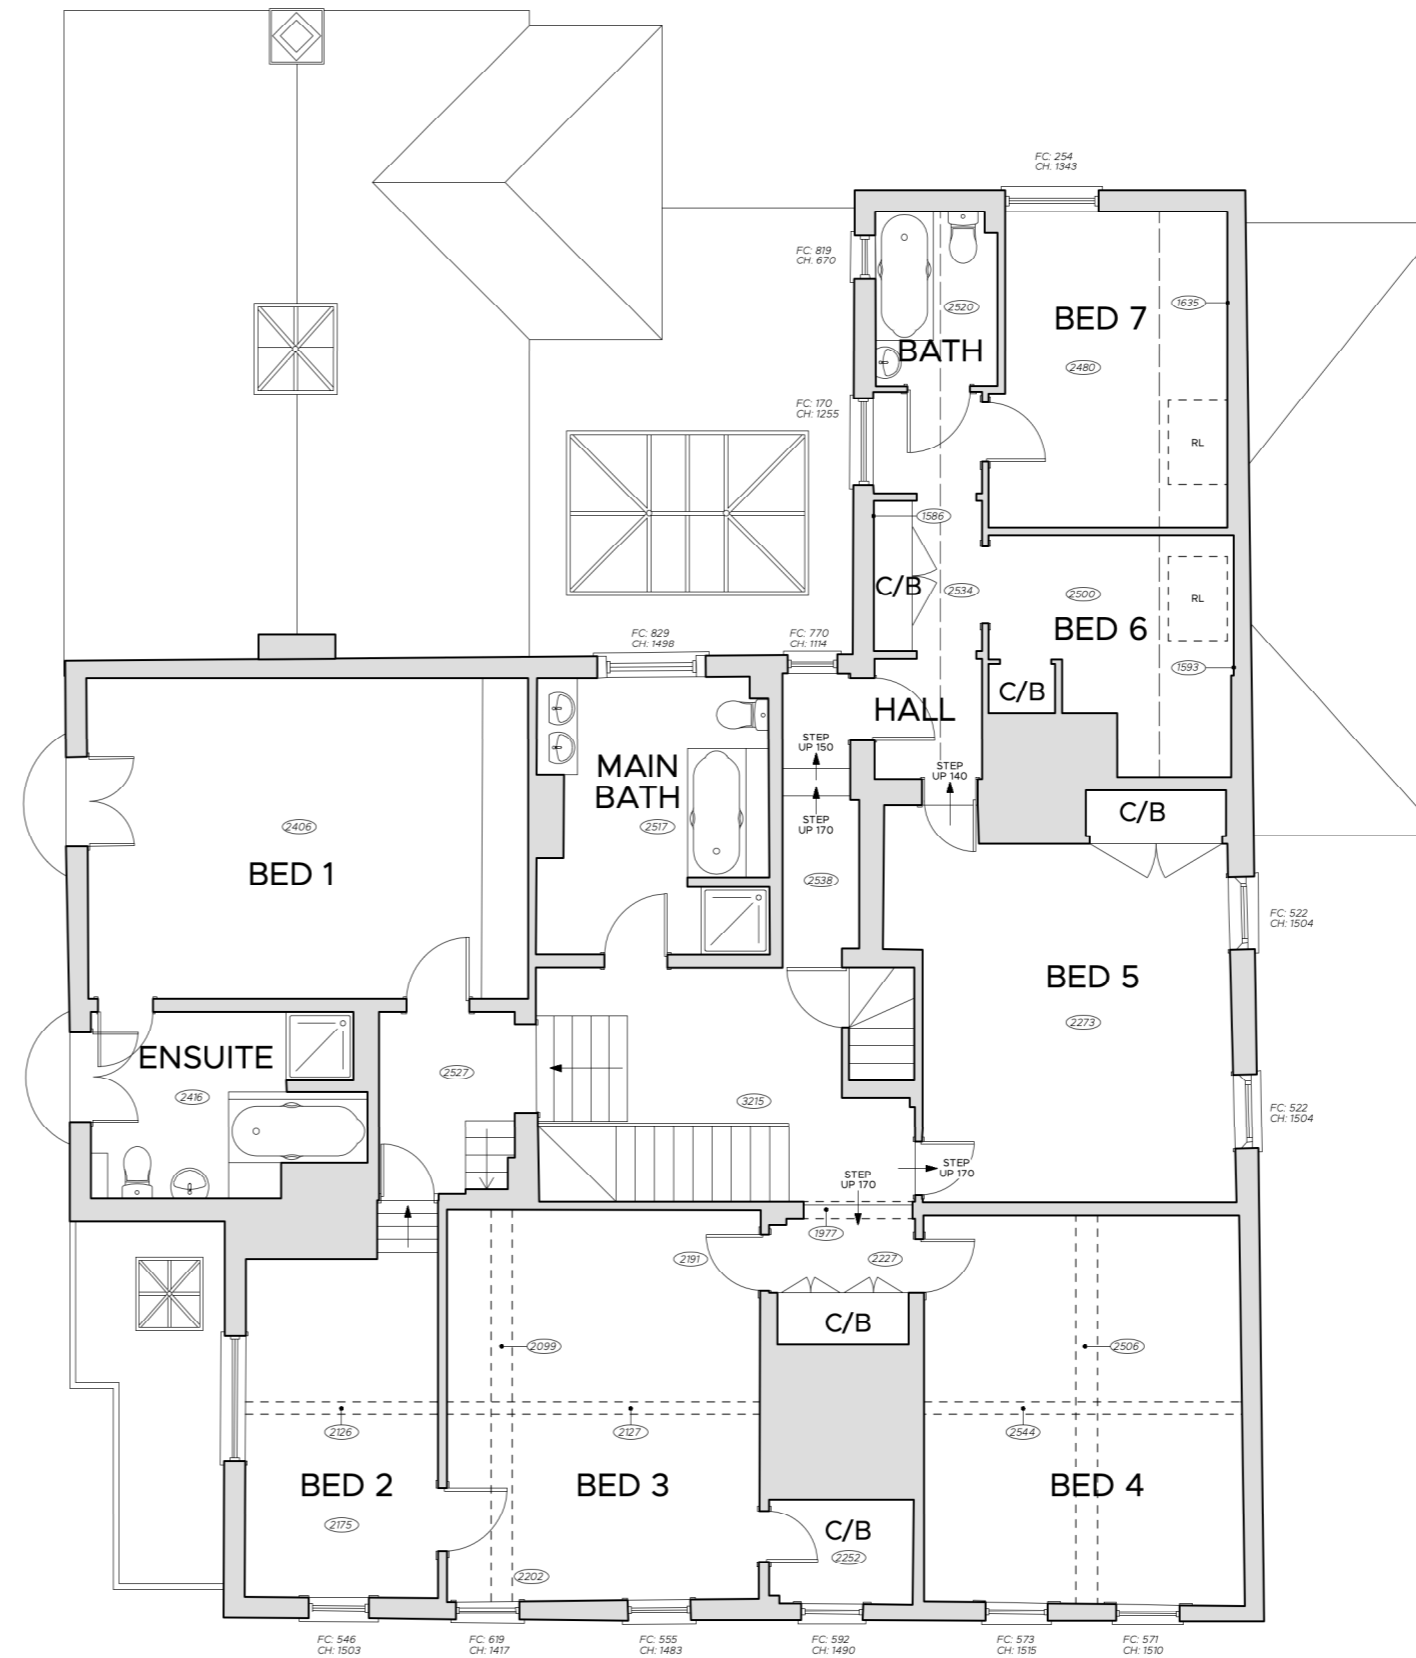 FC: 254
CH. 1343
FC: 819
CH: 670
2520
BED 7
1635
BATH
2480
FC: 170
CH: 1255
RL
1586
C/B
2534
2500
RL
BED 6
FC: 829
CH: 1498
FC: 770
CH: 1114
1593
C/B
HALL
STEP
UP 150
MAIN
BATH
STEP
UP 140
C/B
2406
2517
STEP
UP 170
BED 1
2538
FC: 522
CH: 1504
BED 5
2273
ENSUITE
2527
2416
3215
FC: 522
CH: 1504
STEP
UP 170
STEP
UP 170
1977
2191
2227
C/B
2099
2506
2126
2127
2544
BED 2
BED 3
BED 4
2175
C/B
2252
2202
FC: 546
CH: 1503
FC: 619
CH: 1417
FC: 555
CH: 1483
FC: 592
CH: 1490
FC: 573
CH: 1515
FC: 571
CH: 1510